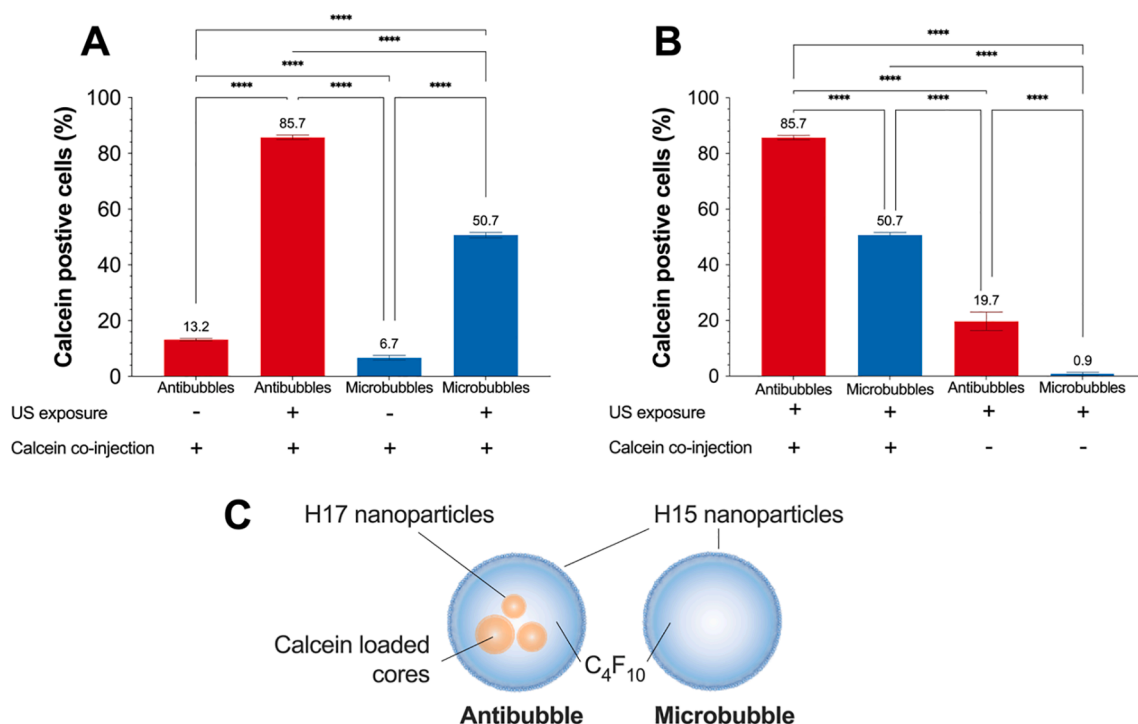 A
****
****
****
**** **** ****
Calcein postive cells (%)
100
80
60
40
20
0
13.2
85.7
6.7
50.7
Antibubbles Antibubbles Microbubbles Microbubbles
US exposure - + - +
Calcein co-injection + + + +
B
****
****
****
**** **** ****
Calcein postive cells (%)
100
80
60
40
20
0
85.7
50.7
19.7
0.9
Antibubbles Microbubbles Antibubbles Microbubbles
US exposure + + + +
Calcein co-injection + + - -
C
H17 nanoparticles
H15 nanoparticles
Calcein loaded
cores
C₄F₁₀
Antibubble
Microbubble